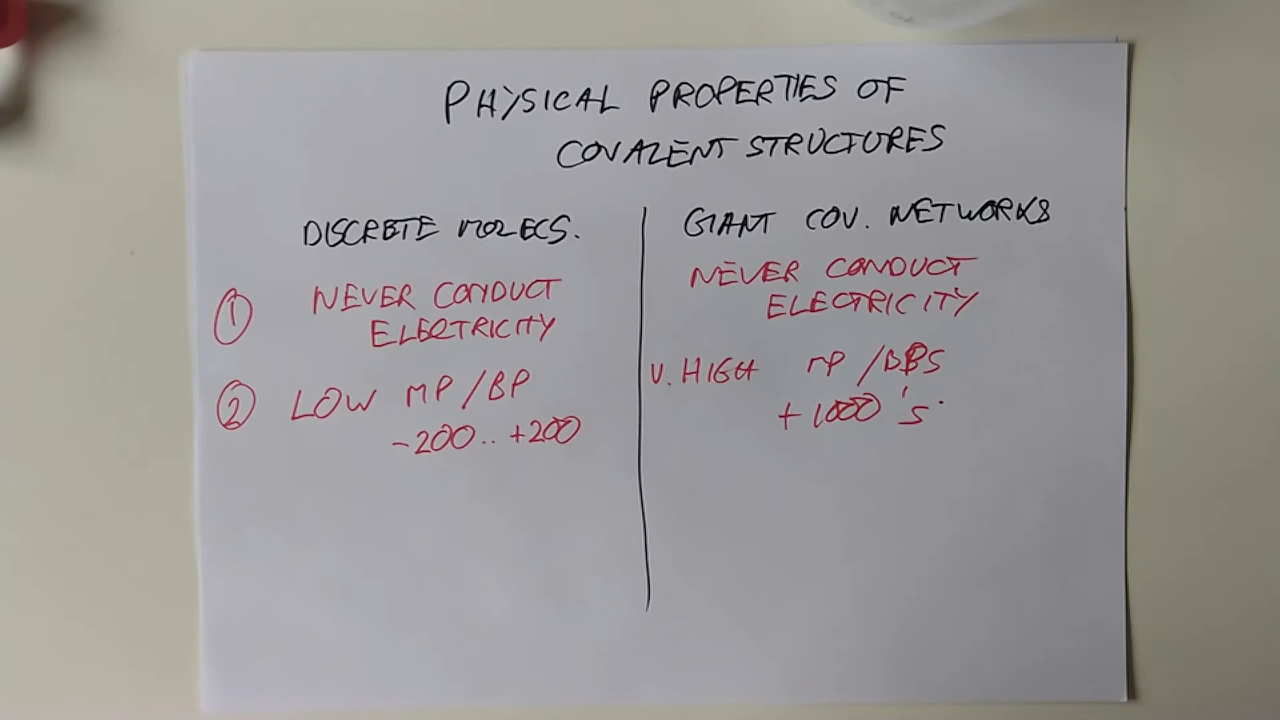 PHYSICAL PROPERTIES OF
COVALENT STRUCTURES
DISCRETE MOLECS.
① NEVER CONDUCT
ELECTRICITY
② LOW MP/BP
-200.. +200
GIANT COV. NETWORKS
NEVER CONDUCT
ELECTRICITY
V. HIGH MP/BPS
+1000's.